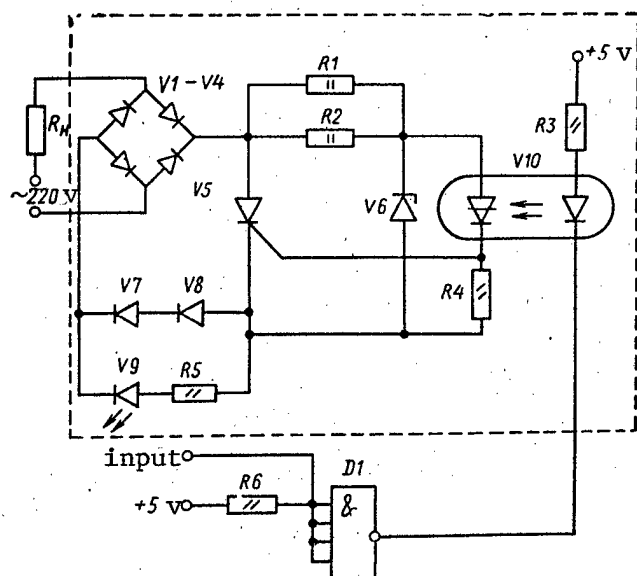 R1
+5 V
V1 – V4
Rн
R2
R3
V10
~220 V
V5
V6
R4
V7 V8
V9 R5
input
D1
R6
+5 v
&